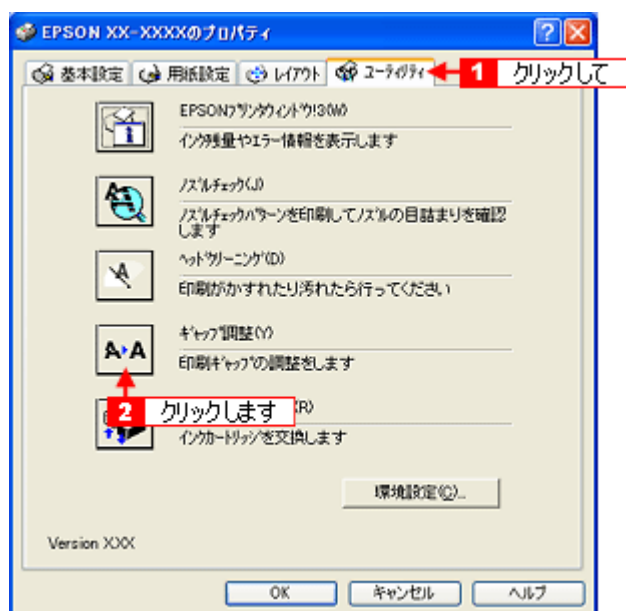 EPSON XX-XXXXのプロパティ
基本設定 用紙設定 レイアウト ユーティリティ 1 クリックして
EPSONプリンタウィンドウ!3(W)
インク残量やエラー情報を表示します
ノズルチェック(J)
ノズルチェックパターンを印刷してノズルの目詰まりを確認
します
ヘッドクリーニング(D)
印刷がかすれたり汚れたら行ってください
ギャップ調整(Y)
A A
印刷ギャップの調整をします
2 クリックします (R)
インクカートリッジを交換します
環境設定(C)...
Version XXX
OK キャンセル ヘルプ